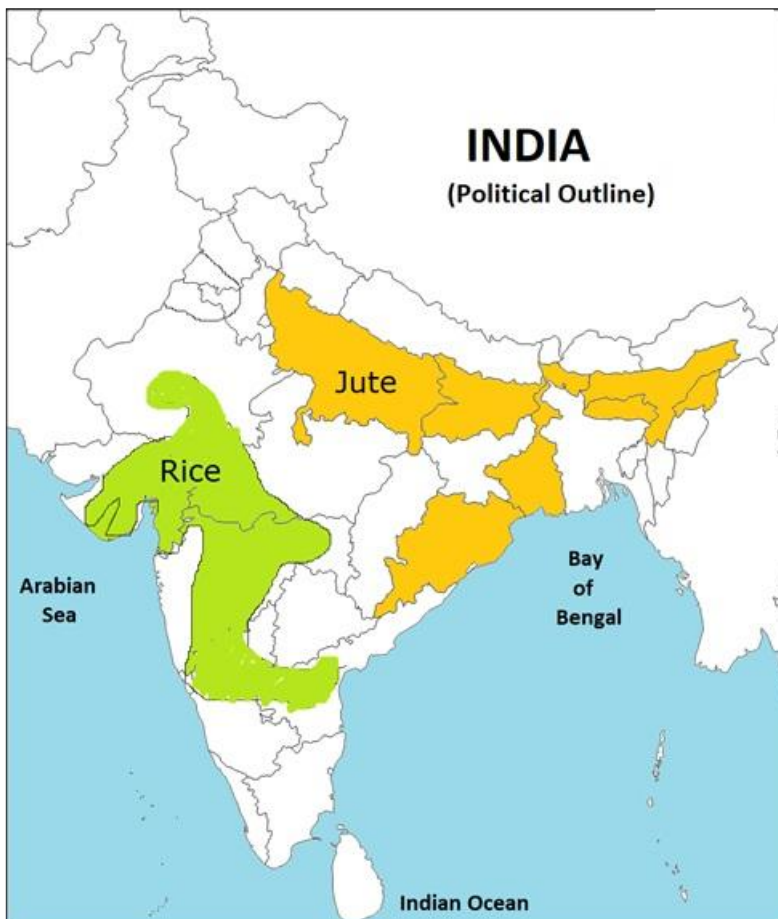 INDIA
(Political Outline)
Jute
Rice
Arabian
Sea
Bay
of
Bengal
Indian Ocean